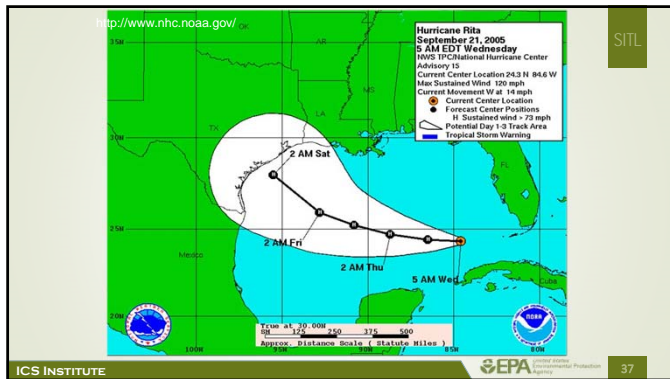 http://www.nhc.noaa.gov/
SITL
Hurricane Rita
September 21, 2005
5 AM EDT Wednesday
NWS TPC/National Hurricane Center
Advisory 15
Current Center Location 24.3 N 84.6 W
Max Sustained Wind 120 mph
Current Movement W at 14 mph
Current Center Location
Forecast Center Positions
H Sustained wind > 73 mph
Potential Day 1-3 Track Area
Tropical Storm Warning
OK
35N
AR
MS
LA
TX
30N
2 AM Sat
FL
H
H
H
H
H
25N
2 AM Fri
Mexico
2 AM Thu
5 AM Wed
Cuba
20N
NOAA
True at 30.00N
SM 125 250 375 500
Approx. Distance Scale ( Statute Miles )
100W 95W 90W 85W 80W
ICS INSTITUTE
EPA
United States
Environmental Protection
Agency
37